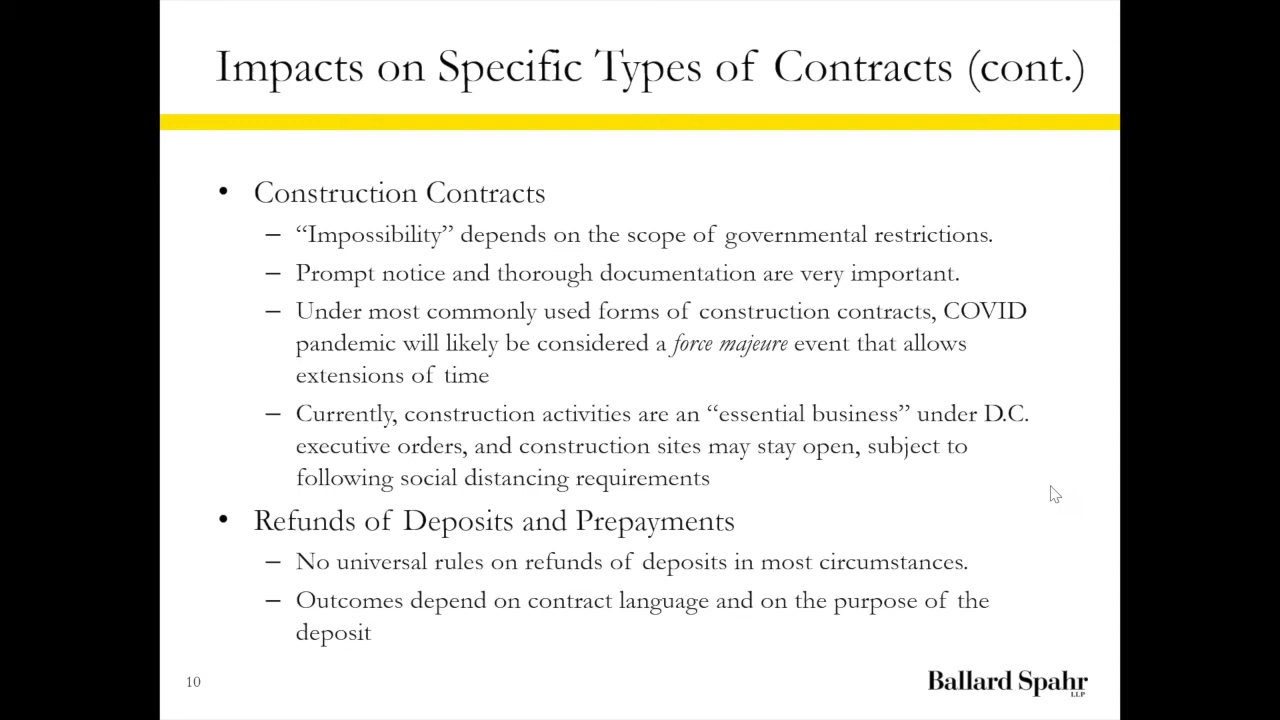 Impacts on Specific Types of Contracts (cont.)
• Construction Contracts
– “Impossibility” depends on the scope of governmental restrictions.
– Prompt notice and thorough documentation are very important.
– Under most commonly used forms of construction contracts, COVID
pandemic will likely be considered a force majeure event that allows
extensions of time
– Currently, construction activities are an “essential business” under D.C.
executive orders, and construction sites may stay open, subject to
following social distancing requirements
• Refunds of Deposits and Prepayments
– No universal rules on refunds of deposits in most circumstances.
– Outcomes depend on contract language and on the purpose of the
deposit
10
Ballard Spahr
LLP